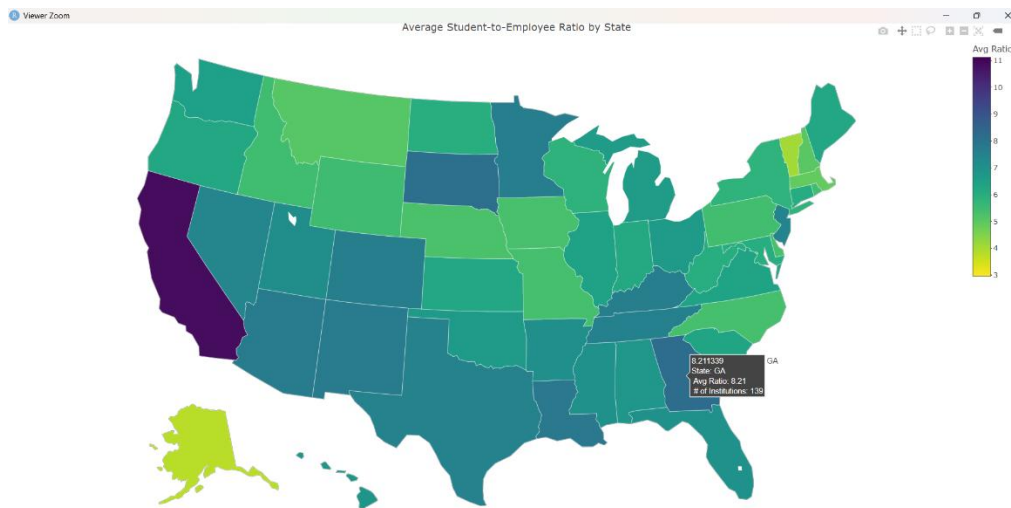 Viewer Zoom
Average Student-to-Employee Ratio by State
Avg Ratio
11
10
9
8
7
6
5
4
3
8.211339
GA
State: GA
Avg Ratio: 8.21
# of Institutions: 139